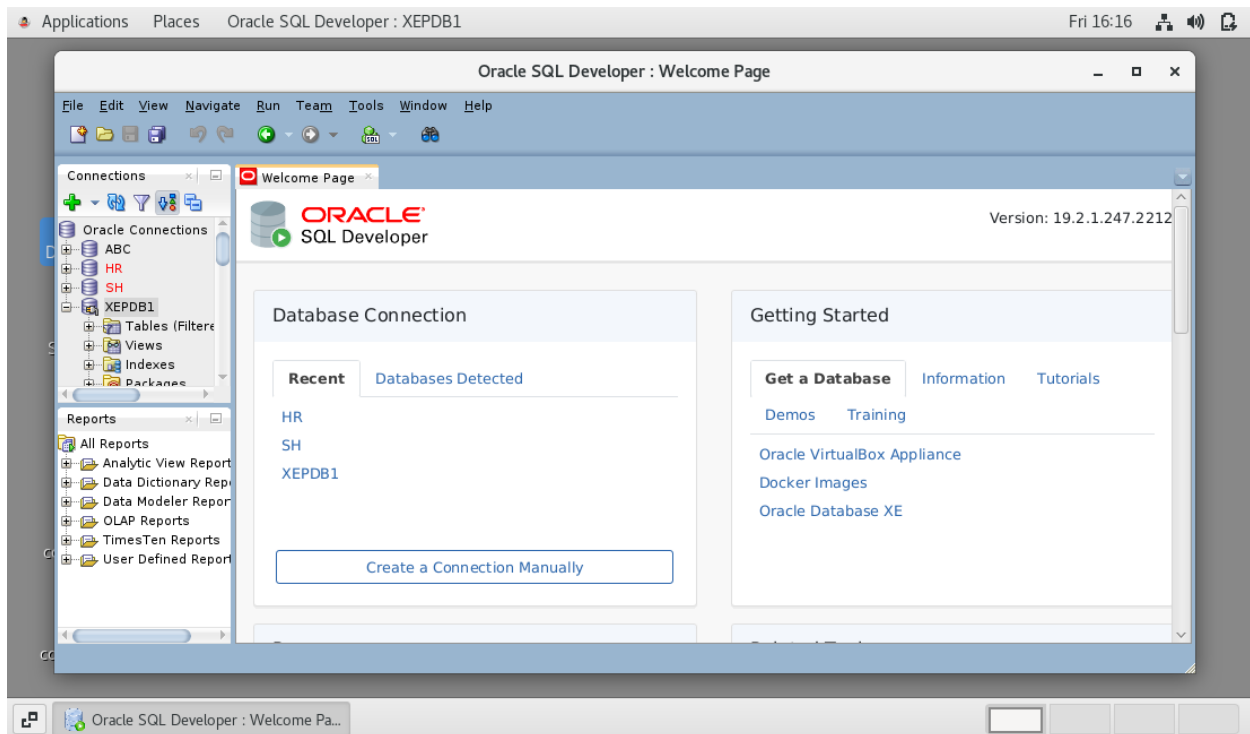 Applications Places Oracle SQL Developer : XEPDB1 Fri 16:16
Oracle SQL Developer : Welcome Page
File Edit View Navigate Run Team Tools Window Help
Connections
Welcome Page
Oracle Connections
ABC
HR
SH
XEPDB1
Tables (Filtere
Views
Indexes
Packages
Reports
All Reports
Analytic View Report
Data Dictionary Repo
Data Modeler Repor
OLAP Reports
TimesTen Reports
User Defined Report
ORACLE
SQL Developer
Version: 19.2.1.247.2212
Database Connection
Recent Databases Detected
HR
SH
XEPDB1
Create a Connection Manually
Getting Started
Get a Database Information Tutorials
Demos Training
Oracle VirtualBox Appliance
Docker Images
Oracle Database XE
Oracle SQL Developer : Welcome Pa...